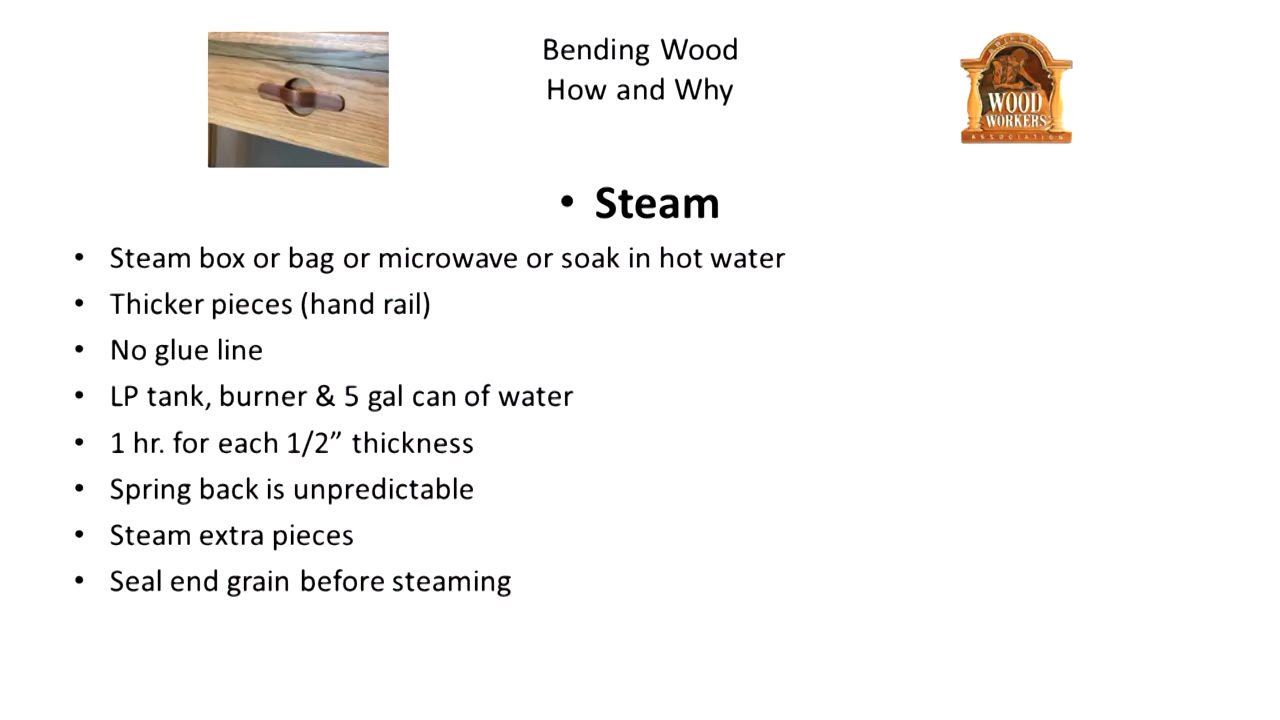 Bending Wood
How and Why
WOOD
WORKERS
ASSOCIATION
• Steam
• Steam box or bag or microwave or soak in hot water
• Thicker pieces (hand rail)
• No glue line
• LP tank, burner & 5 gal can of water
• 1 hr. for each 1/2” thickness
• Spring back is unpredictable
• Steam extra pieces
• Seal end grain before steaming